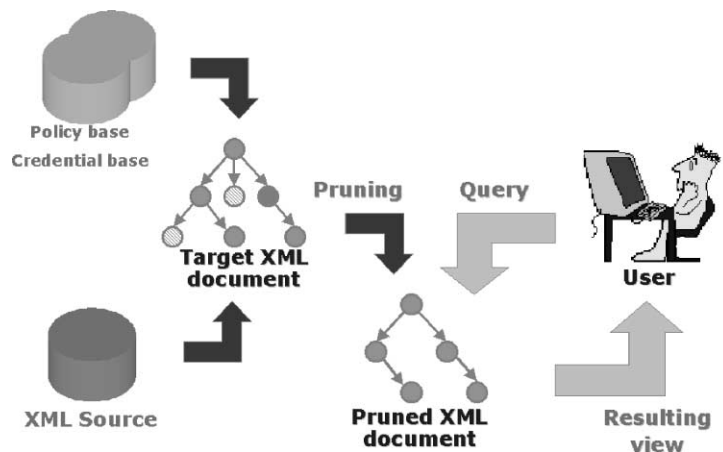 Policy base
Credential base
Pruning
Query
Target XML
document
User
XML Source
Pruned XML
document
Resulting
view